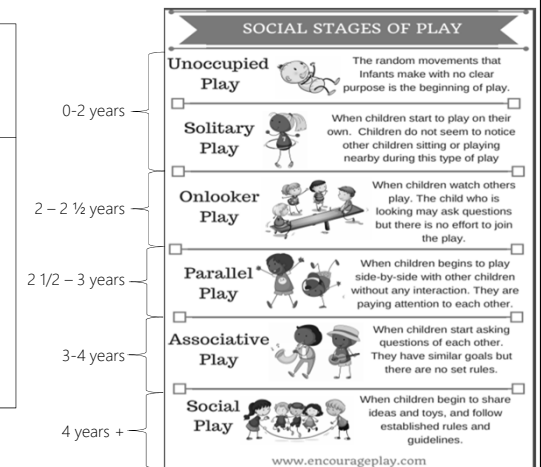 SOCIAL STAGES OF PLAY
0-2 years
Unoccupied
Play
The random movements that
Infants make with no clear
purpose is the beginning of play.
Solitary
Play
When children start to play on their
own. Children do not seem to notice
other children sitting or playing
nearby during this type of play
2 – 2 ½ years
Onlooker
Play
When children watch others
play. The child who is
looking may ask questions
but there is no effort to join
the play.
2 1/2 – 3 years
Parallel
Play
When children begins to play
side-by-side with other children
without any interaction. They are
paying attention to each other.
3-4 years
Associative
Play
When children start asking
questions of each other.
They have similar goals but
there are no set rules.
4 years +
Social
Play
When children begin to share
ideas and toys, and follow
established rules and
guidelines.
www.encourageplay.com